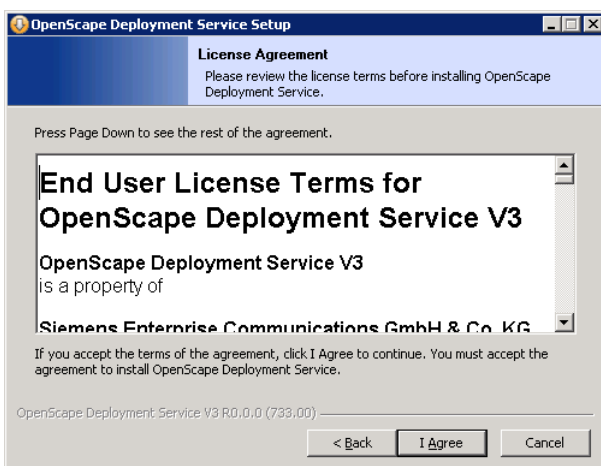 OpenScape Deployment Service Setup
License Agreement
Please review the license terms before installing OpenScape
Deployment Service.
Press Page Down to see the rest of the agreement.
End User License Terms for
OpenScape Deployment Service V3
OpenScape Deployment Service V3
is a property of
Siemens Enterprise Communications GmbH & Co. KG
If you accept the terms of the agreement, click I Agree to continue. You must accept the
agreement to install OpenScape Deployment Service.
OpenScape Deployment Service V3 R0.0.0 (733.00)
< Back
I Agree
Cancel